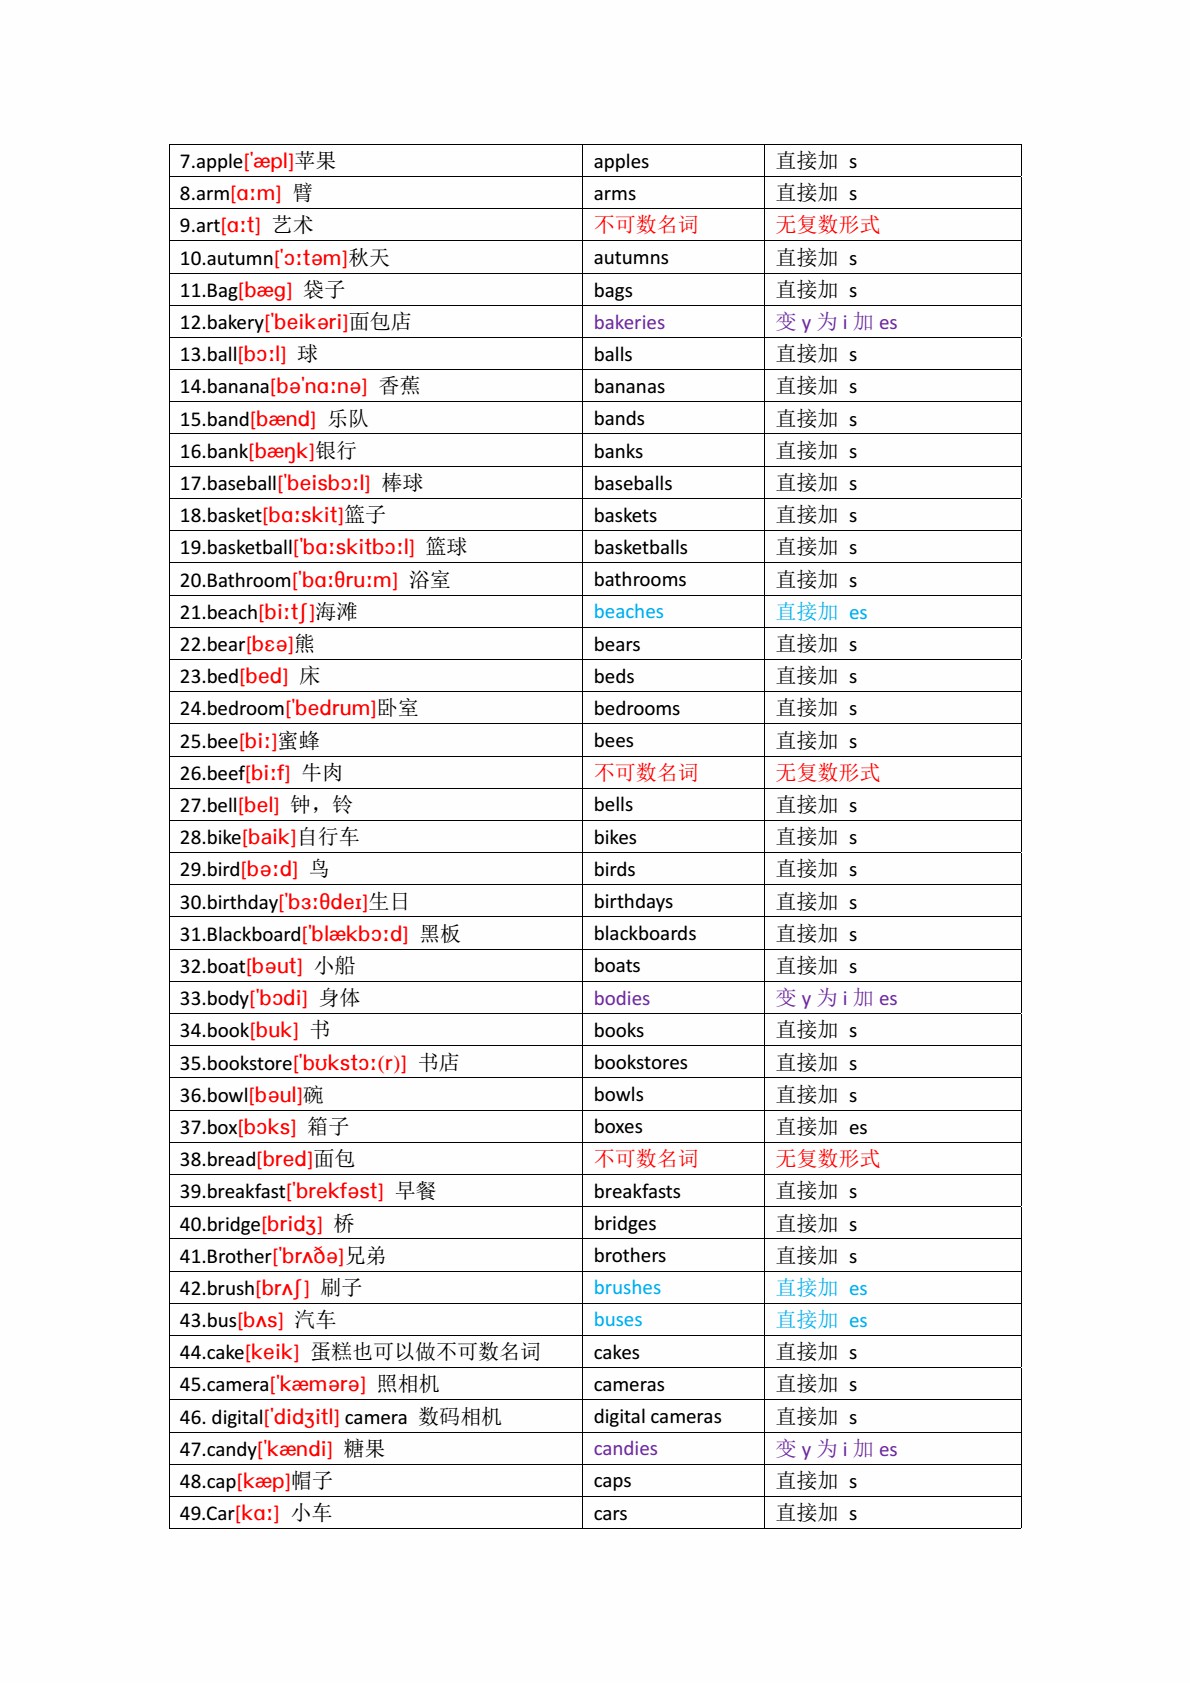 7.apple['æpl]苹果 apples 直接加 s
8.arm[ɑːm] 臂 arms 直接加 s
9.art[ɑːt] 艺术 不可数名词 无复数形式
10.autumn['ɔːtəm]秋天 autumns 直接加 s
11.Bag[bæg] 袋子 bags 直接加 s
12.bakery['beikəri]面包店 bakeries 变 y 为 i 加 es
13.ball[bɔːl] 球 balls 直接加 s
14.banana[bə'nɑːnə] 香蕉 bananas 直接加 s
15.band[bænd] 乐队 bands 直接加 s
16.bank[bæŋk]银行 banks 直接加 s
17.baseball['beisbɔːl] 棒球 baseballs 直接加 s
18.basket[bɑːskit]篮子 baskets 直接加 s
19.basketball['bɑːskitbɔːl] 篮球 basketballs 直接加 s
20.Bathroom['bɑːθruːm] 浴室 bathrooms 直接加 s
21.beach[biːtʃ]海滩 beaches 直接加 es
22.bear[bɛə]熊 bears 直接加 s
23.bed[bed] 床 beds 直接加 s
24.bedroom['bedrum]卧室 bedrooms 直接加 s
25.bee[biː]蜜蜂 bees 直接加 s
26.beef[biːf] 牛肉 不可数名词 无复数形式
27.bell[bel] 钟，铃 bells 直接加 s
28.bike[baik]自行车 bikes 直接加 s
29.bird[bəːd] 鸟 birds 直接加 s
30.birthday['bɜːθdeɪ]生日 birthdays 直接加 s
31.Blackboard['blækbɔːd] 黑板 blackboards 直接加 s
32.boat[bəut] 小船 boats 直接加 s
33.body['bɔdi] 身体 bodies 变 y 为 i 加 es
34.book[buk] 书 books 直接加 s
35.bookstore['bʊkstɔː(r)] 书店 bookstores 直接加 s
36.bowl[bəul]碗 bowls 直接加 s
37.box[bɔks] 箱子 boxes 直接加 es
38.bread[bred]面包 不可数名词 无复数形式
39.breakfast['brekfəst] 早餐 breakfasts 直接加 s
40.bridge[bridʒ] 桥 bridges 直接加 s
41.Brother['brʌðə]兄弟 brothers 直接加 s
42.brush[brʌʃ] 刷子 brushes 直接加 es
43.bus[bʌs] 汽车 buses 直接加 es
44.cake[keik] 蛋糕也可以做不可数名词 cakes 直接加 s
45.camera['kæmərə] 照相机 cameras 直接加 s
46. digital['didʒitl] camera 数码相机 digital cameras 直接加 s
47.candy['kændi] 糖果 candies 变 y 为 i 加 es
48.cap[kæp]帽子 caps 直接加 s
49.Car[kɑː] 小车 cars 直接加 s